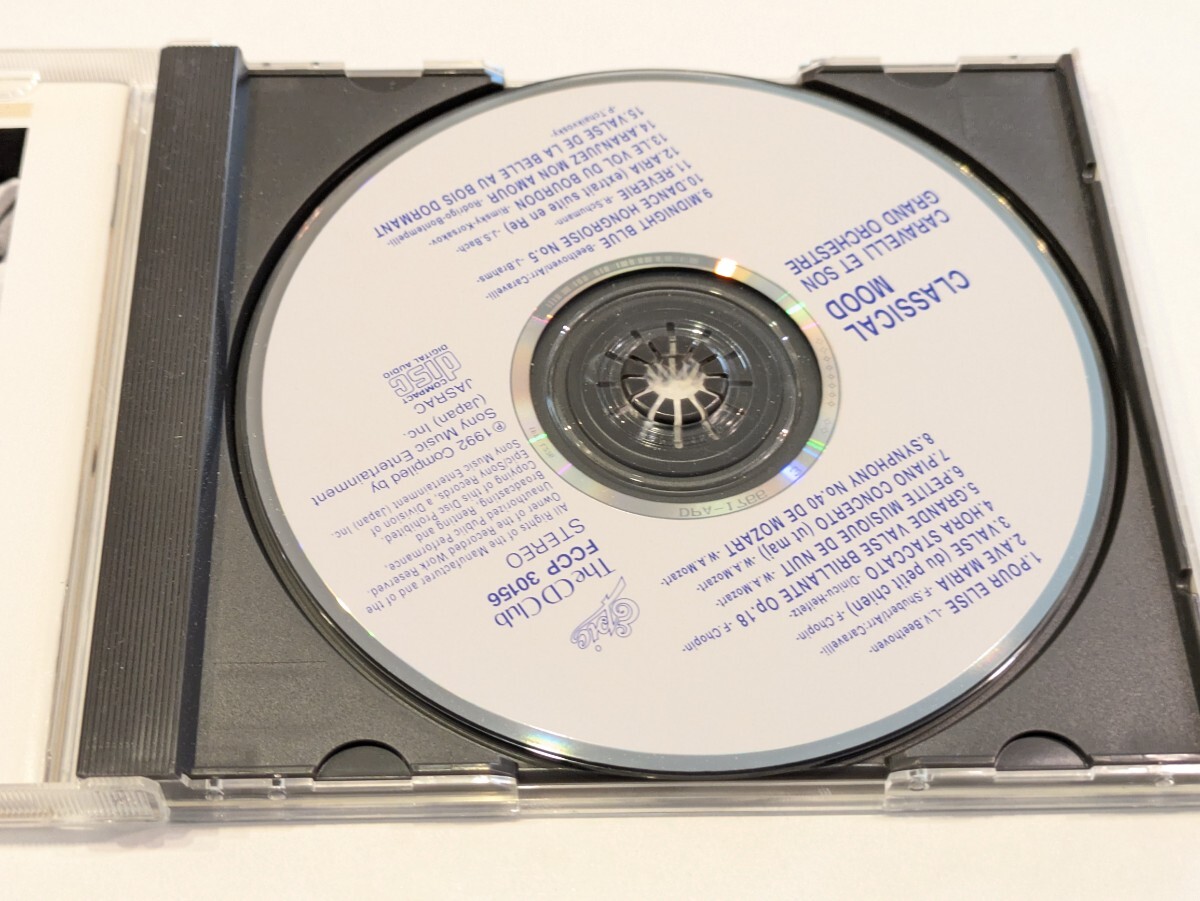 CLASSICAL
MOOD
CARAVELLI ET SON
GRAND ORCHESTRE
1.POUR ELISE -L.V.Beethoven-
2.AVE MARIA -F.Shubert/Arr:Caravelli-
3.VALSE (du petit chien) -F.Chopin-
4.HORA STACCATO -Dinicu-Heifetz-
5.GRANDE VALSE BRILLANTE Op.18 -F.Chopin-
6.PETITE MUSIQUE DE NUIT -W.A.Mozart-
7.PIANO CONCERTO (ut maj) -W.A.Mozart-
8.SYMPHONY No.40 DE MOZART -W.A.Mozart-
9.MIDNIGHT BLUE -Beethoven/Arr:Caravelli-
10.DANCE HONGROISE No.5 -J.Brahms-
11.REVERIE -R.Schumann-
12.ARIA (extrait suite en Re) -J.S.Bach-
13.LE VOL DU BOURDON -Rimsky-Korsakov-
14.ARANJUEZ MON AMOUR -Rodrigo-Bontempelli-
15.VALSE DE LA BELLE AU BOIS DORMANT
-P.Tchaikovsky-
Epic
The CD Club
FCCP 30156
STEREO
All Rights of the Manufacturer and of the
Owner of the Recorded Work Reserved.
Unauthorized Public Performance,
Broadcasting, Renting and
Copying of this Disc Prohibited.
Epic/Sony Records: a Division of
Sony Music Entertainment (Japan) Inc.
℗ 1992 Compiled by
Sony Music Entertainment
(Japan) Inc.
JASRAC
COMPACT
disc
DIGITAL AUDIO